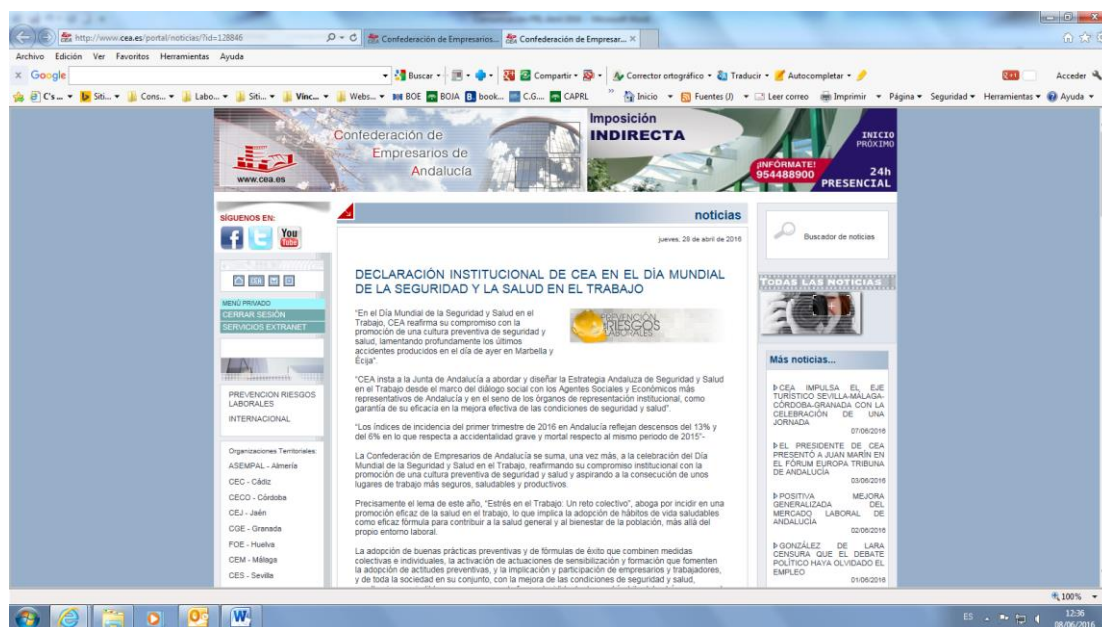 http://www.cea.es/portal/noticias/?id=128846
Confederación de Empresarios...
Confederación de Empresar... ×
Archivo Edición Ver Favoritos Herramientas Ayuda
x Google
Buscar
Compartir
Corrector ortográfico
Traducir
Autocompletar
Acceder
C's ...
Siti...
Cons...
Labo...
Siti...
Vinc...
Webs...
BOE
BOJA
book...
C.G....
CAPRL
»
Inicio
Fuentes (J)
Leer correo
Imprimir
Página
Seguridad
Herramientas
Ayuda
www.cea.es
Confederación de
Empresarios de
Andalucía
Imposición
INDIRECTA
INICIO
PRÓXIMO
¡INFÓRMATE!
954488900
24h
PRESENCIAL
SÍGUENOS EN:
You
Tube
MENÚ PRIVADO
CERRAR SESIÓN
SERVICIOS EXTRANET
PREVENCIÓN RIESGOS
LABORALES
INTERNACIONAL
Organizaciones Territoriales:
ASEMPAL - Almería
CEC - Cádiz
CECO - Córdoba
CEJ - Jaén
CGE - Granada
FOE - Huelva
CEM - Málaga
CES - Sevilla
noticias
jueves, 28 de abril de 2016
DECLARACIÓN INSTITUCIONAL DE CEA EN EL DÍA MUNDIAL
DE LA SEGURIDAD Y LA SALUD EN EL TRABAJO
"En el Día Mundial de la Seguridad y Salud en el
Trabajo, CEA reafirma su compromiso con la
promoción de una cultura preventiva de seguridad y
salud, lamentando profundamente los últimos
accidentes producidos en el día de ayer en Marbella y
Écija".
PREVENCIÓN
RIESGOS
LABORALES
"CEA insta a la Junta de Andalucía a abordar y diseñar la Estrategia Andaluza de Seguridad y Salud
en el Trabajo desde el marco del diálogo social con los Agentes Sociales y Económicos más
representativos de Andalucía y en el seno de los órganos de representación institucional, como
garantía de su eficacia en la mejora efectiva de las condiciones de seguridad y salud".
"Los índices de incidencia del primer trimestre de 2016 en Andalucía reflejan descensos del 13% y
del 6% en lo que respecta a accidentalidad grave y mortal respecto al mismo periodo de 2015"-
La Confederación de Empresarios de Andalucía se suma, una vez más, a la celebración del Día
Mundial de la Seguridad y Salud en el Trabajo, reafirmando su compromiso institucional con la
promoción de una cultura preventiva de seguridad y salud y aspirando a la consecución de unos
lugares de trabajo más seguros, saludables y productivos.
Precisamente el lema de este año, "Estrés en el Trabajo: Un reto colectivo", aboga por incidir en una
promoción eficaz de la salud en el trabajo, lo que implica la adopción de hábitos de vida saludables
como eficaz fórmula para contribuir a la salud general y al bienestar de la población, más allá del
propio entorno laboral.
La adopción de buenas prácticas preventivas y de fórmulas de éxito que combinen medidas
colectivas e individuales, la activación de actuaciones de sensibilización y formación que fomenten
la adopción de actitudes preventivas, y la implicación y participación de empresarios y trabajadores,
y de toda la sociedad en su conjunto, con la mejora de las condiciones de seguridad y salud,
Buscador de noticias
TODAS LAS NOTICIAS
Más noticias...
CEA IMPULSA EL EJE
TURÍSTICO SEVILLA-MÁLAGA-
CÓRDOBA-GRANADA CON LA
CELEBRACIÓN DE UNA
JORNADA
07/06/2016
EL PRESIDENTE DE CEA
PRESENTÓ A JUAN MARÍN EN
EL FÓRUM EUROPA TRIBUNA
DE ANDALUCÍA
03/06/2016
POSITIVA MEJORA
GENERALIZADA DEL
MERCADO LABORAL DE
ANDALUCÍA
02/06/2016
GONZÁLEZ DE LARA
CENSURA QUE EL DEBATE
POLÍTICO HAYA OLVIDADO EL
EMPLEO
01/06/2016
100%
ES
12:36
08/06/2016